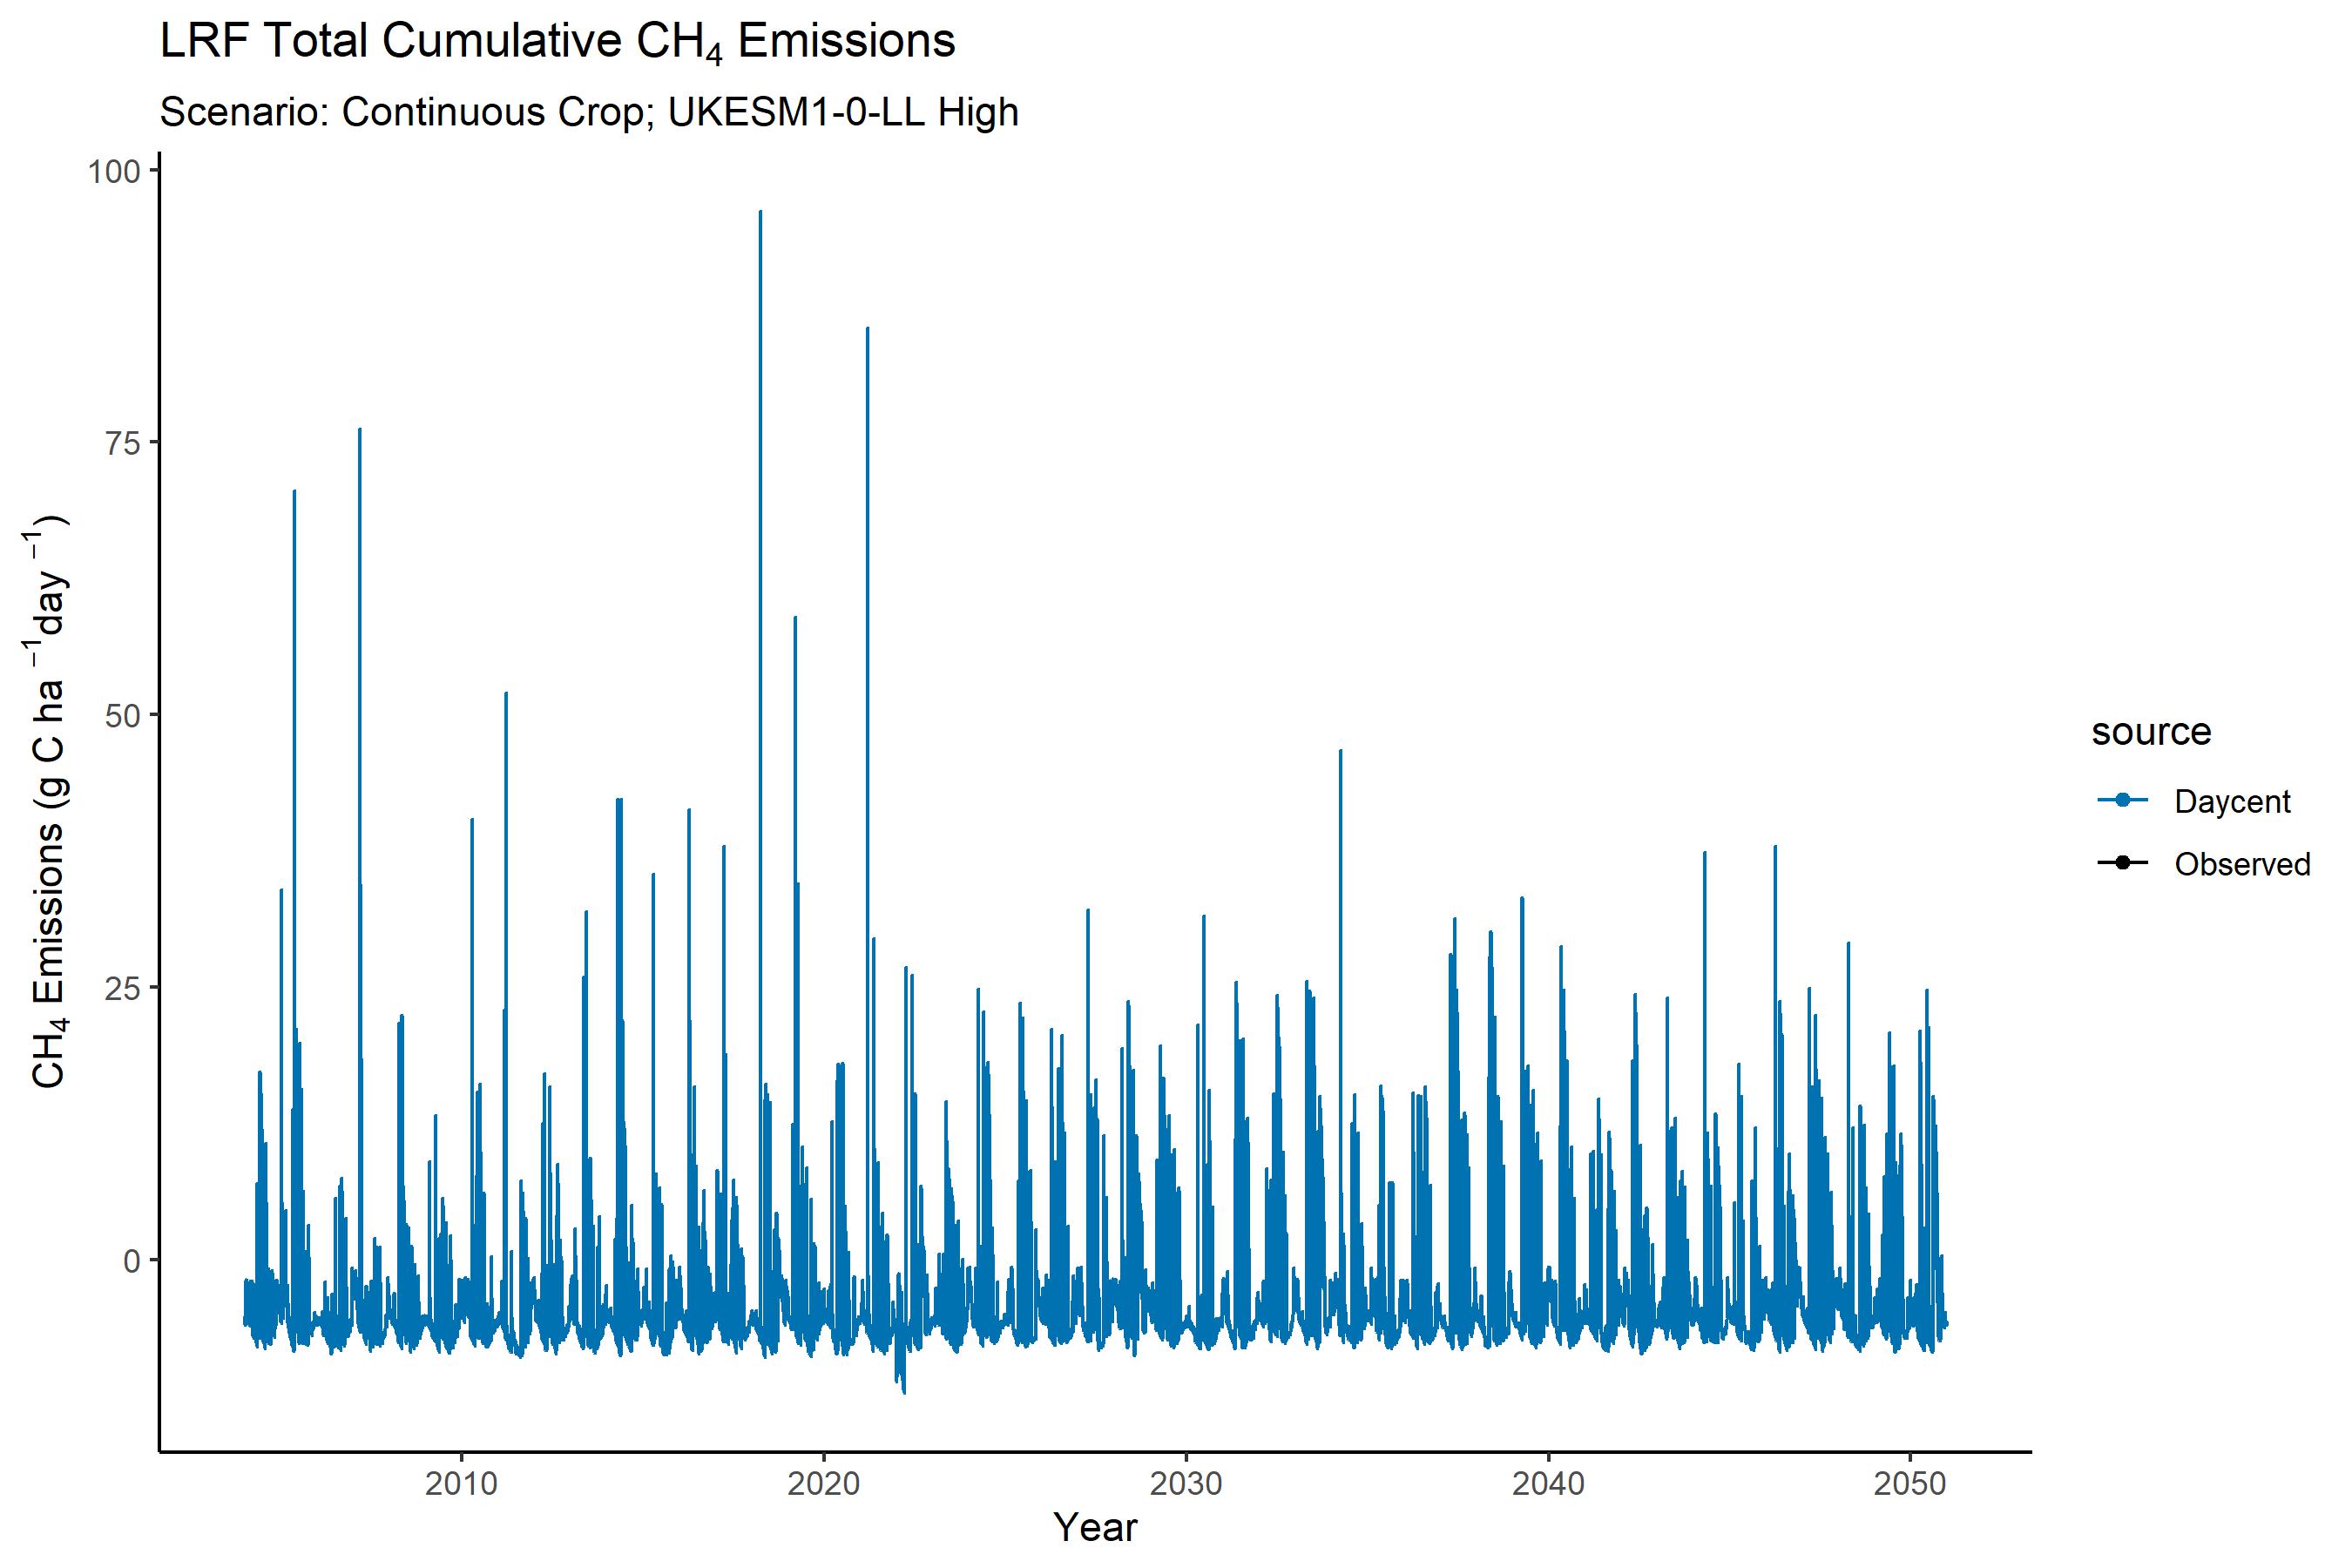 LRF Total Cumulative CH₄ Emissions
Scenario: Continuous Crop; UKESM1-0-LL High
CH₄ Emissions (g C ha ⁻¹day ⁻¹)
100
75
50
25
0
2010 2020 2030 2040 2050
Year
source
Daycent
Observed